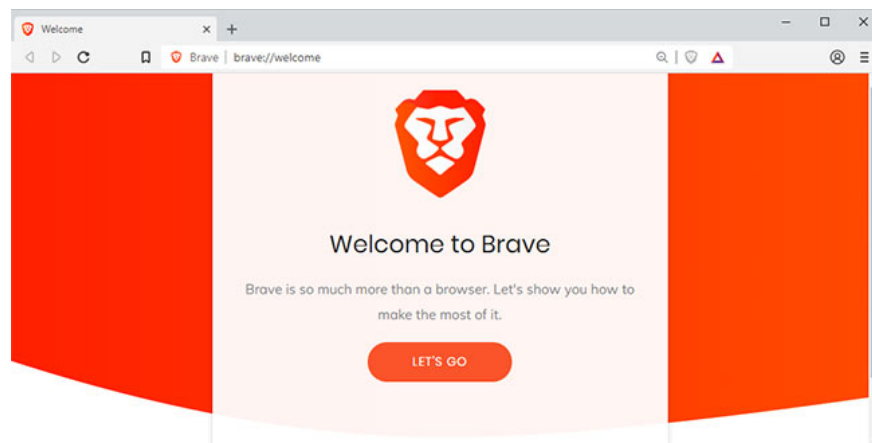 Welcome
Brave | brave://welcome
Welcome to Brave
Brave is so much more than a browser. Let's show you how to
make the most of it.
LET'S GO